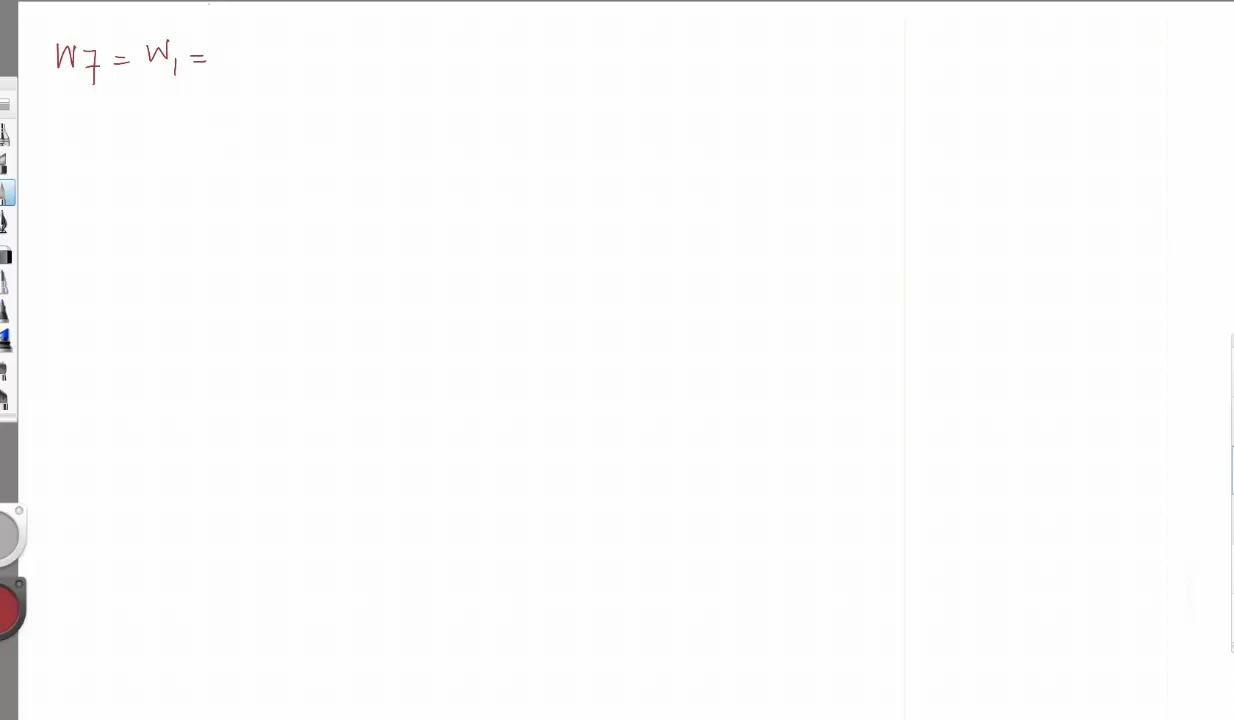 W7 = W₁ =